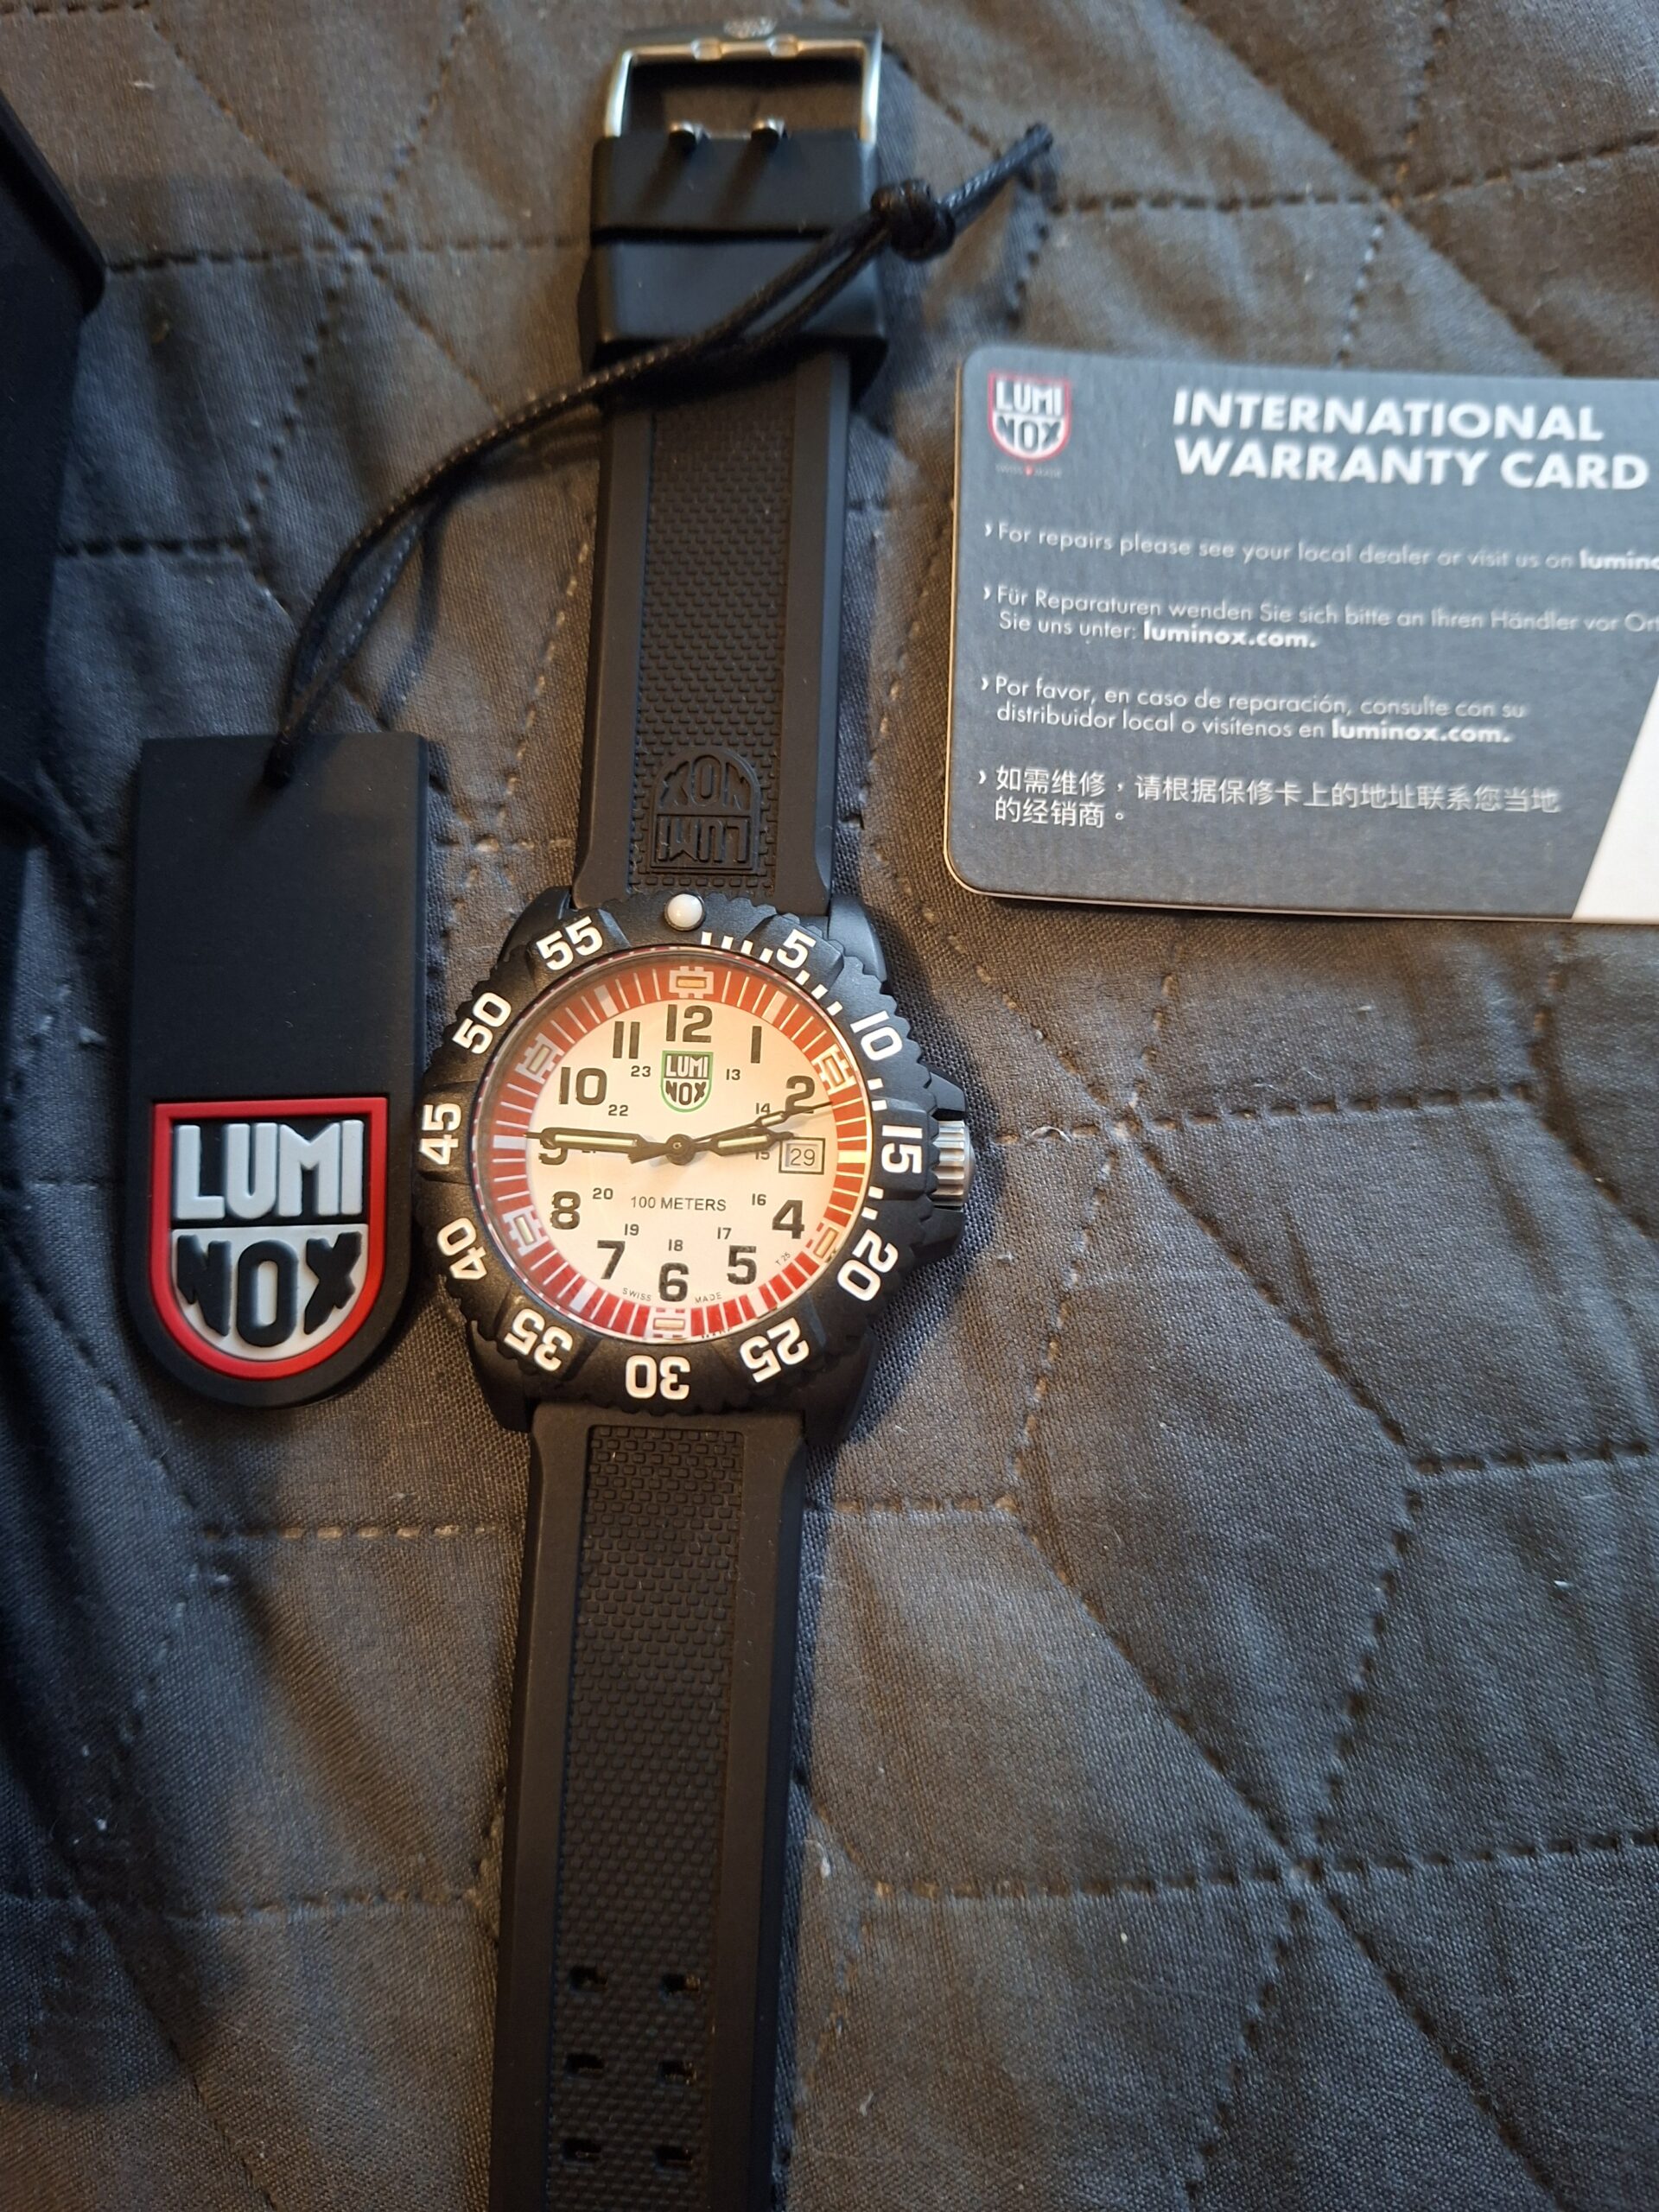 LUMI
NOX
INTERNATIONAL
WARRANTY CARD
› For repairs please see your local dealer or visit us on
› Für Reparaturen wenden Sie sich bitte an Ihren Händler vor
Sie uns unter: luminox.com.
› Por favor, en caso de reparación, consulte con su
distribuidor local o visítenos en luminox.com.
› 如需维修，请根据保修卡上的地址联系您当地
的经销商。
LUMI
NOX
5
10
15
20
25
30
35
40
45
50
55
12
1
2
4
5
6
7
8
9
10
11
13
14
15
16
17
18
19
20
22
23
LUMI
NOX
29
100 METERS
SWISS MADE
T 25
LUMI
NOX